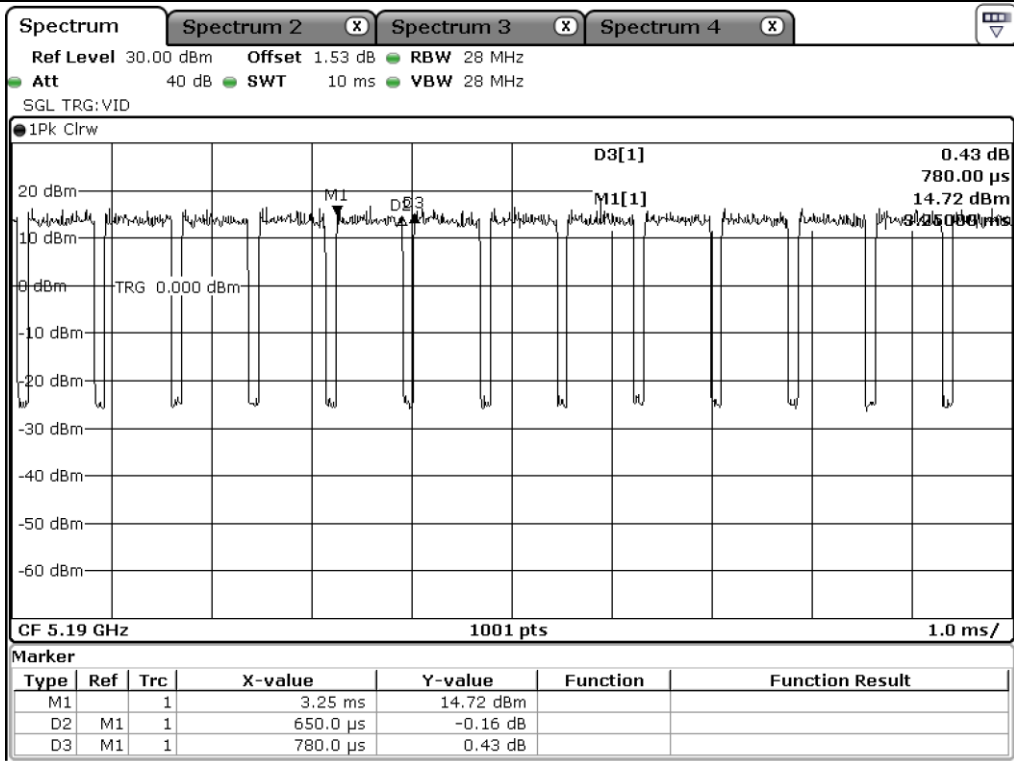 Spectrum Spectrum 2 X Spectrum 3 X Spectrum 4 X
Ref Level 30.00 dBm Offset 1.53 dB RBW 28 MHz
Att 40 dB SWT 10 ms VBW 28 MHz
SGL TRG:VID
1Pk Clrw
D3[1] 0.43 dB
780.00 µs
M1[1] 14.72 dBm
3.25000 ms
20 dBm
M1
D2 D3
10 dBm
0 dBm
TRG 0.000 dBm
-10 dBm
-20 dBm
-30 dBm
-40 dBm
-50 dBm
-60 dBm
CF 5.19 GHz 1001 pts 1.0 ms/
Marker
Type Ref Trc X-value Y-value Function Function Result
M1 1 3.25 ms 14.72 dBm
D2 M1 1 650.0 µs -0.16 dB
D3 M1 1 780.0 µs 0.43 dB